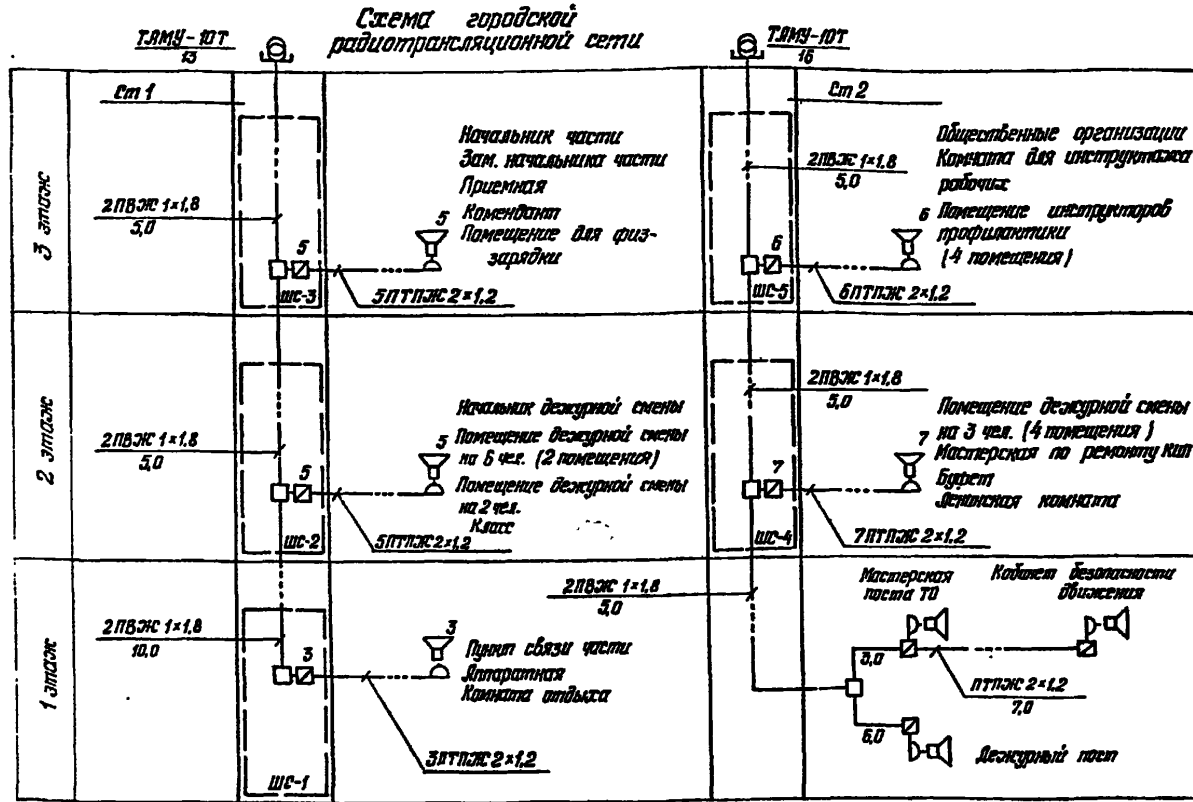 Схема городской
радиотрансляционной сети
ТАМУ-10Т
13
ТАМУ-10Т
16
Ст 1
Ст 2
3 этаж
2ПВЖ 1×1,8
5,0
5
ШС-3
5ПТПЖ 2×1,2
5
Начальник части
Зам. начальника части
Приемная
Комендант
Помещение для физ-
зарядки
2ПВЖ 1×1,8
5,0
6
ШС-5
6ПТПЖ 2×1,2
6
Общественные организации
Комната для инструктажа
рабочих
Помещение инструкторов
профилактики
(4 помещения)
2 этаж
2ПВЖ 1×1,8
5,0
5
ШС-2
5ПТПЖ 2×1,2
5
Начальник дежурной смены
Помещение дежурной смены
на 6 чел. (2 помещения)
Помещение дежурной смены
на 2 чел.
Класс
2ПВЖ 1×1,8
5,0
7
ШС-4
7ПТПЖ 2×1,2
7
Помещение дежурной смены
на 3 чел. (4 помещения)
Мастерская по ремонту КИП
Буфет
Ленинская комната
1 этаж
2ПВЖ 1×1,8
10,0
3
ШС-1
3ПТПЖ 2×1,2
3
Пункт связи части
Аппаратная
Комната отдыха
2ПВЖ 1×1,8
5,0
Мастерская
поста ТО
Кабинет безопасности
движения
ПТПЖ 2×1,2
7,0
6,0
Дежурный пост